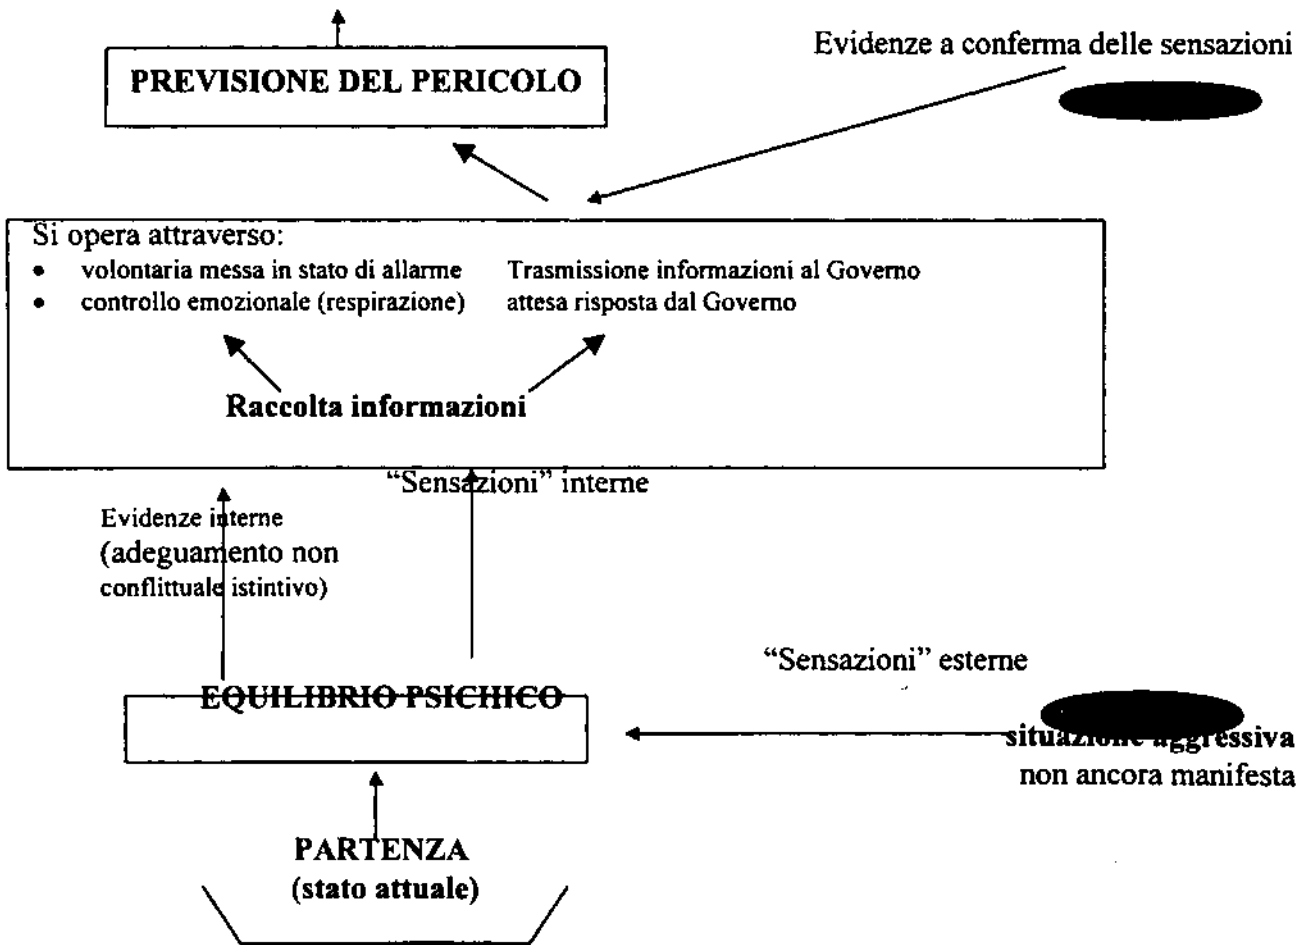 Evidenze a conferma delle sensazioni
PREVISIONE DEL PERICOLO
Si opera attraverso:
• volontaria messa in stato di allarme Trasmissione informazioni al Governo
• controllo emozionale (respirazione) attesa risposta dal Governo
Raccolta informazioni
“Sensazioni” interne
Evidenze interne
(adeguamento non
conflittuale istintivo)
“Sensazioni” esterne
EQUILIBRIO PSICHICO
situazione aggressiva
non ancora manifesta
PARTENZA
(stato attuale)